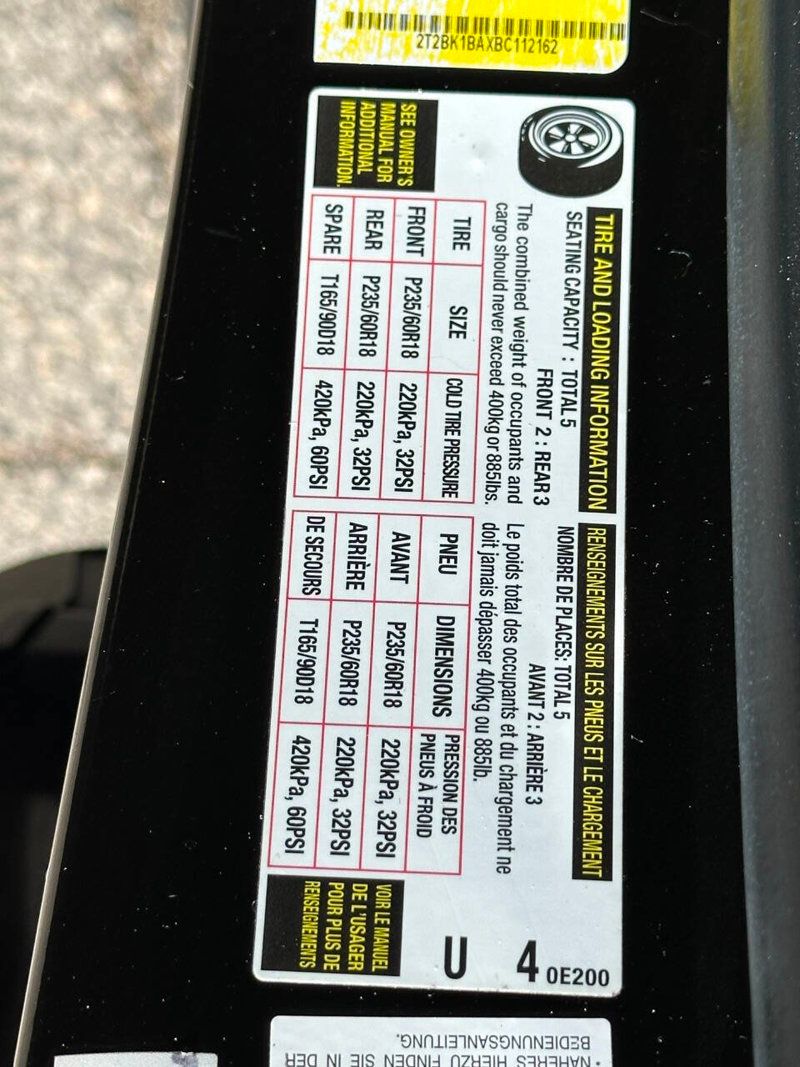 2T2BK1BAXBC112162
TIRE AND LOADING INFORMATION
SEATING CAPACITY : TOTAL 5
FRONT 2 : REAR 3
The combined weight of occupants and
cargo should never exceed 400kg or 885lbs.
TIRE SIZE COLD TIRE PRESSURE
FRONT P235/60R18 220kPa, 32PSI
REAR P235/60R18 220kPa, 32PSI
SPARE T165/90D18 420kPa, 60PSI
SEE OWNER'S
MANUAL FOR
ADDITIONAL
INFORMATION.
RENSEIGNEMENTS SUR LES PNEUS ET LE CHARGEMENT
NOMBRE DE PLACES: TOTAL 5
AVANT 2 : ARRIÈRE 3
Le poids total des occupants et du chargement ne
doit jamais dépasser 400kg ou 885lb.
PNEU DIMENSIONS PRESSION DES
PNEUS À FROID
AVANT P235/60R18 220kPa, 32PSI
ARRIÈRE P235/60R18 220kPa, 32PSI
DE SECOURS T165/90D18 420kPa, 60PSI
VOIR LE MANUEL
DE L'USAGER
POUR PLUS DE
RENSEIGNEMENTS
U 4 0E200
• NÄHERES HIERZU FINDEN SIE IN DER
BEDIENUNGSANLEITUNG.